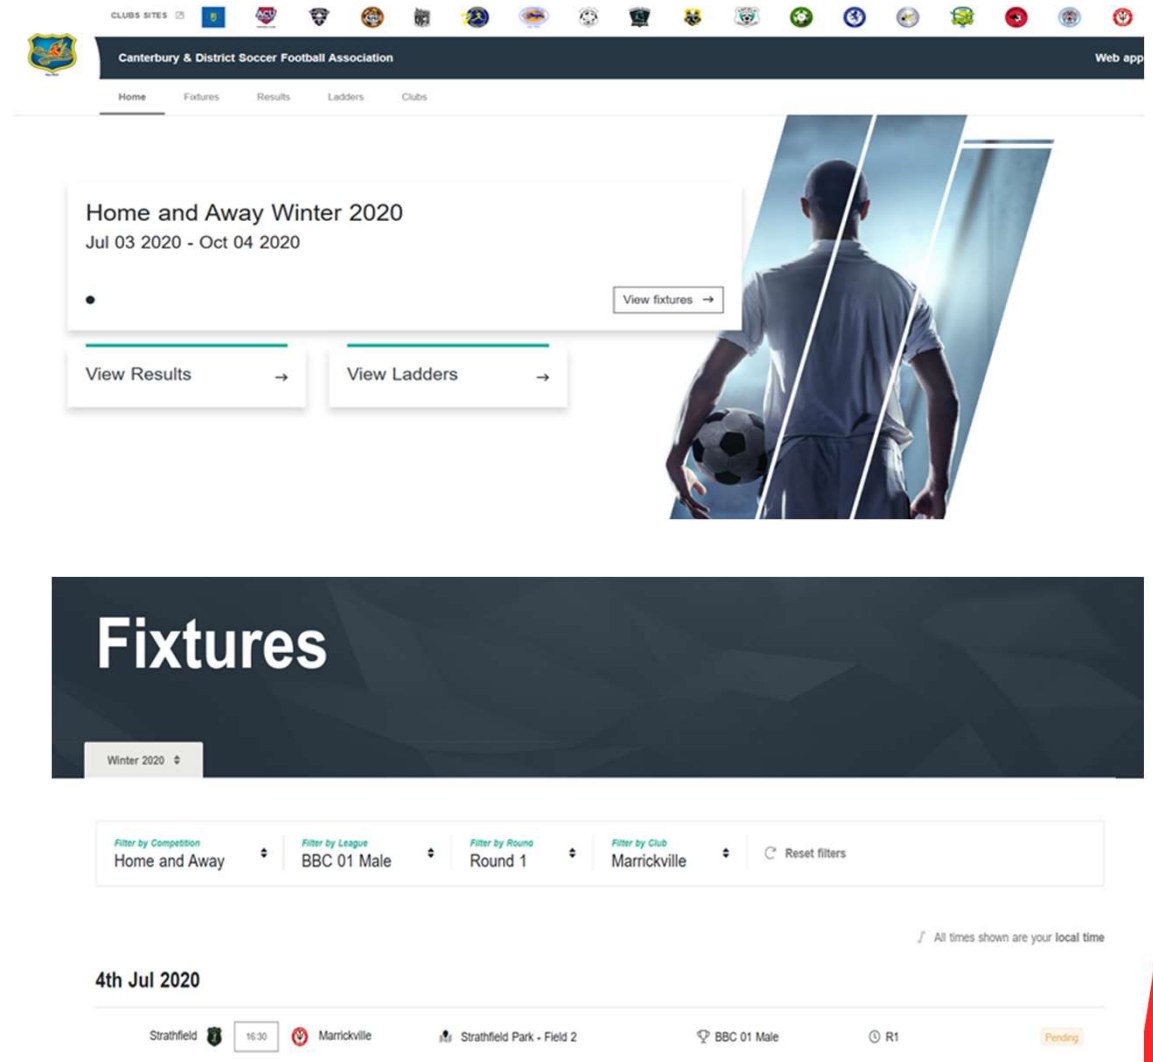 CLUBS SITES
ACU
Canterbury & District Soccer Football Association Web app
Home Fixtures Results Ladders Clubs
Home and Away Winter 2020
Jul 03 2020 - Oct 04 2020
View fixtures →
View Results →
View Ladders →
Fixtures
Winter 2020
Filter by Competition Filter by League Filter by Round Filter by Club
Home and Away BBC 01 Male Round 1 Marrickville Reset filters
All times shown are your local time
4th Jul 2020
Strathfield 16:30 Marrickville Strathfield Park - Field 2 BBC 01 Male R1 Pending